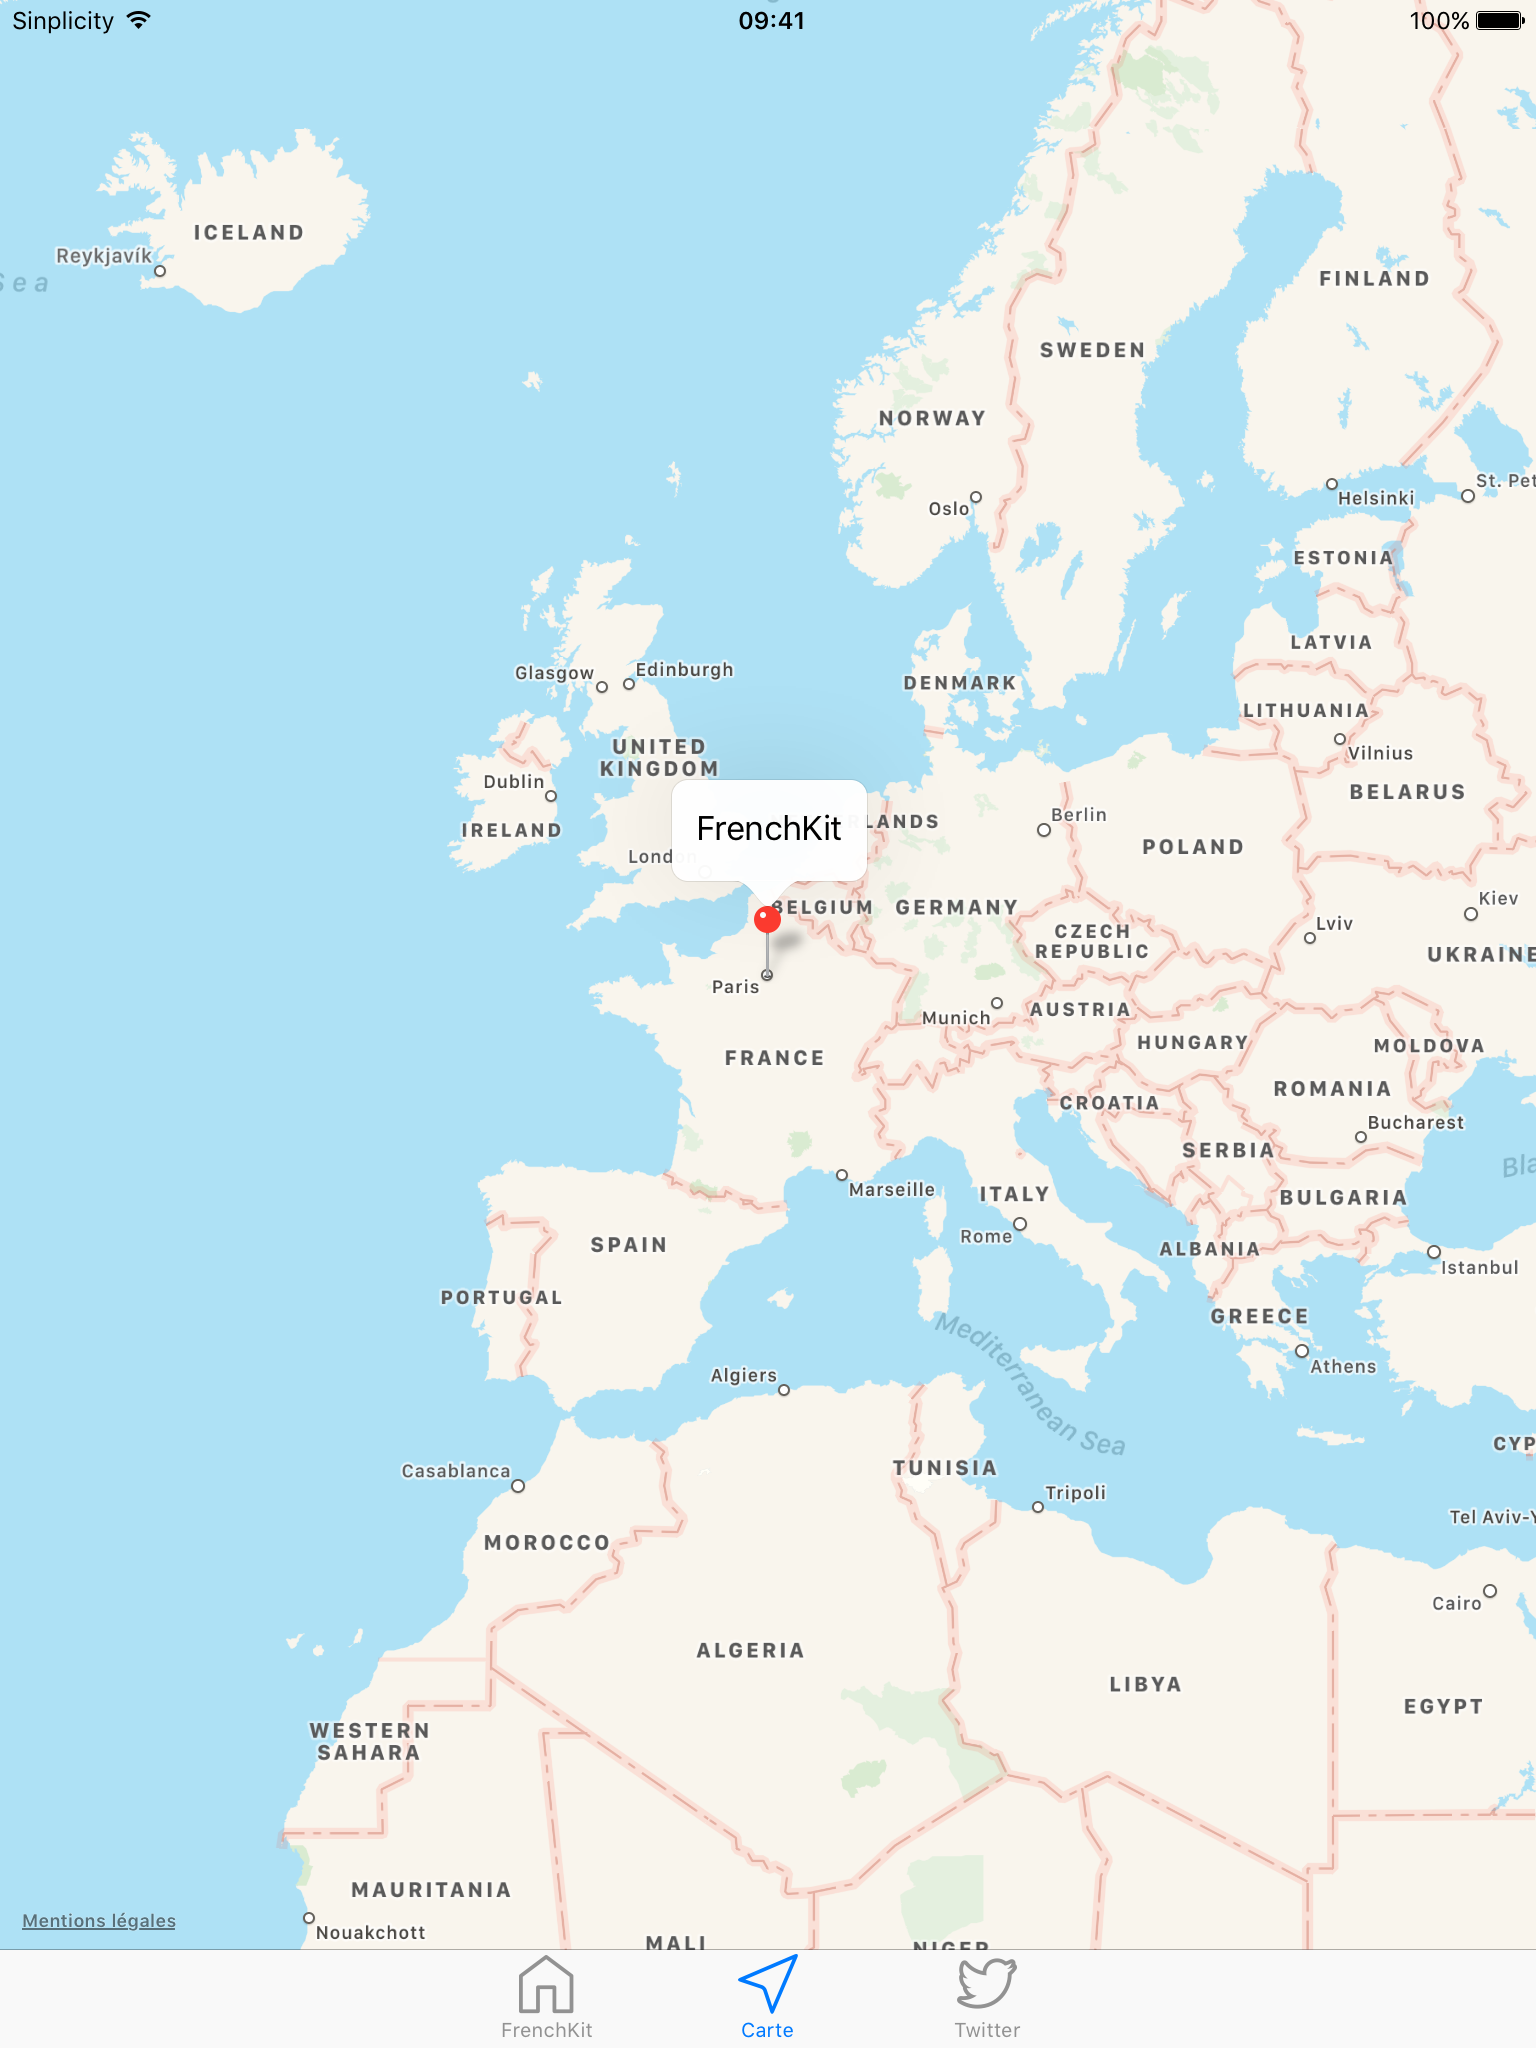 Sinplicity
09:41
100%
ICELAND
Reykjavík
Sea
FINLAND
SWEDEN
NORWAY
Oslo
Helsinki
St. Pet
ESTONIA
LATVIA
Glasgow
Edinburgh
DENMARK
LITHUANIA
Vilnius
UNITED
KINGDOM
Dublin
IRELAND
BELARUS
FrenchKit
RLANDS
Berlin
POLAND
London
BELGIUM
GERMANY
Kiev
Lviv
CZECH
REPUBLIC
UKRAINE
Paris
Munich
AUSTRIA
HUNGARY
MOLDOVA
FRANCE
ROMANIA
CROATIA
Bucharest
SERBIA
Bla
Marseille
ITALY
BULGARIA
Rome
SPAIN
ALBANIA
Istanbul
PORTUGAL
GREECE
Mediterranean Sea
Athens
Algiers
CYP
Casablanca
TUNISIA
Tripoli
Tel Aviv-Y
MOROCCO
Cairo
ALGERIA
LIBYA
EGYPT
WESTERN
SAHARA
MAURITANIA
Mentions légales
Nouakchott
MALI
NIGER
FrenchKit
Carte
Twitter